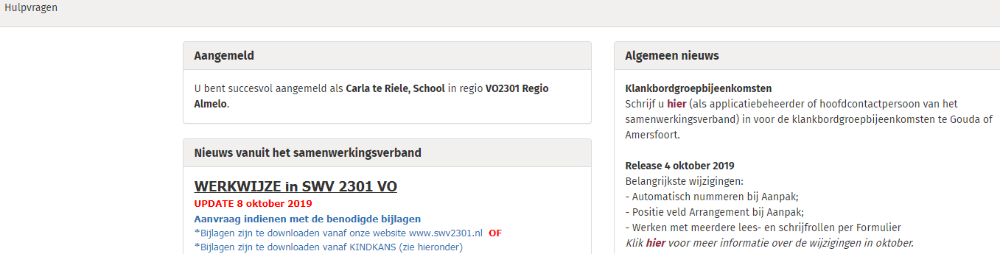 Hulpvragen
Aangemeld
U bent succesvol aangemeld als Carla te Riele, School in regio VO2301 Regio
Almelo.
Nieuws vanuit het samenwerkingsverband
WERKWIJZE in SWV 2301 VO
UPDATE 8 oktober 2019
Aanvraag indienen met de benodigde bijlagen
*Bijlagen zijn te downloaden vanaf onze website www.swv2301.nl OF
*Bijlagen zijn te downloaden vanaf KINDKANS (zie hieronder)
Algemeen nieuws
Klankbordgroepbijeenkomsten
Schrijf u hier (als applicatiebeheerder of hoofdcontactpersoon van het
samenwerkingsverband) in voor de klankbordgroepbijeenkomsten te Gouda of
Amersfoort.
Release 4 oktober 2019
Belangrijkste wijzigingen:
- Automatisch nummeren bij Aanpak;
- Positie veld Arrangement bij Aanpak;
- Werken met meerdere lees- en schrijfrollen per Formulier
Klik hier voor meer informatie over de wijzigingen in oktober.